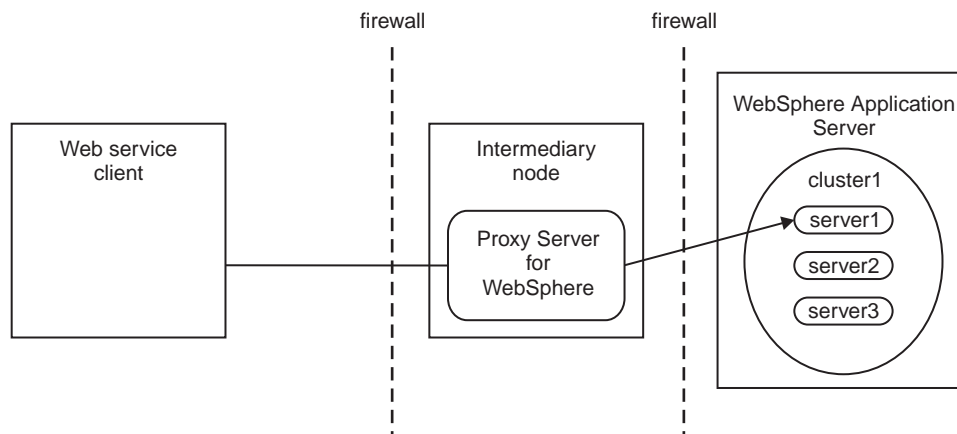 firewall
firewall
Web service
client
Intermediary
node
Proxy Server
for
WebSphere
WebSphere Application
Server
cluster1
server1
server2
server3